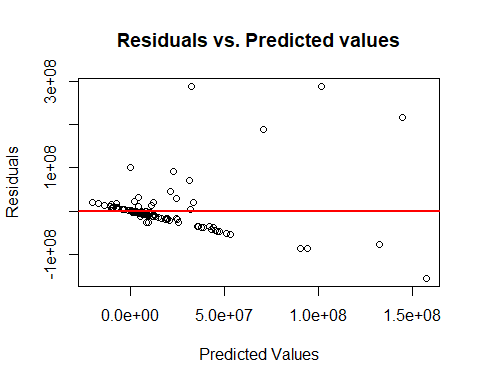 Residuals vs. Predicted values
3e+08
1e+08
-1e+08
Residuals
0.0e+00 5.0e+07 1.0e+08 1.5e+08
Predicted Values